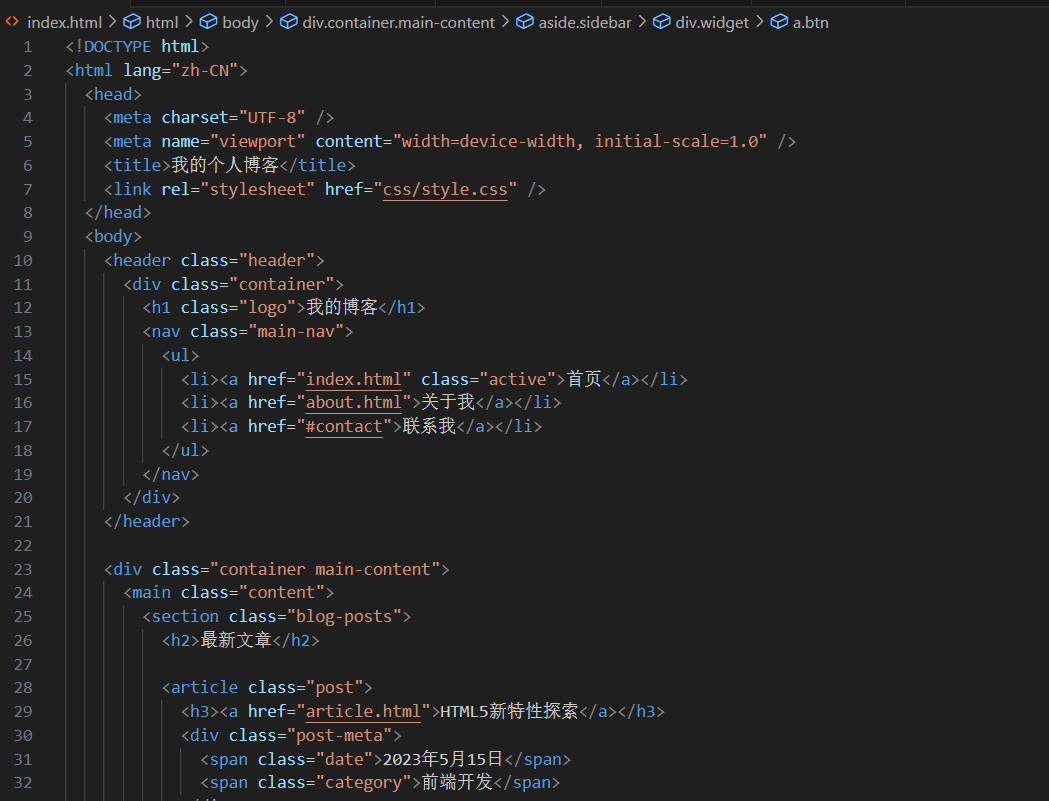 index.html > html > body > div.container.main-content > aside.sidebar > div.widget > a.btn
1 <!DOCTYPE html>
2 <html lang="zh-CN">
3 <head>
4 <meta charset="UTF-8" />
5 <meta name="viewport" content="width=device-width, initial-scale=1.0" />
6 <title>我的个人博客</title>
7 <link rel="stylesheet" href="css/style.css" />
8 </head>
9 <body>
10 <header class="header">
11 <div class="container">
12 <h1 class="logo">我的博客</h1>
13 <nav class="main-nav">
14 <ul>
15 <li><a href="index.html" class="active">首页</a></li>
16 <li><a href="about.html">关于我</a></li>
17 <li><a href="#contact">联系我</a></li>
18 </ul>
19 </nav>
20 </div>
21 </header>
22
23 <div class="container main-content">
24 <main class="content">
25 <section class="blog-posts">
26 <h2>最新文章</h2>
27
28 <article class="post">
29 <h3><a href="article.html">HTML5新特性探索</a></h3>
30 <div class="post-meta">
31 <span class="date">2023年5月15日</span>
32 <span class="category">前端开发</span>